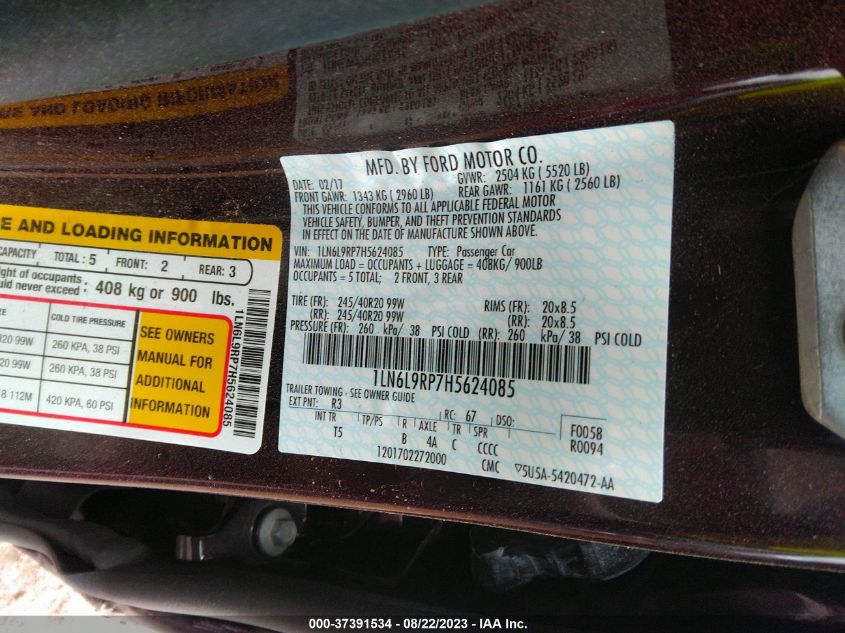 E AND LOADING INFORMATION
CAPACITY TOTAL : 5 FRONT: 2 REAR: 3
ight of occupants
uld never exceed : 408 kg or 900 lbs.
ZE COLD TIRE PRESSURE
R20 99W 260 KPA, 38 PSI
R20 99W 260 KPA, 38 PSI
8 112M 420 KPA, 60 PSI
SEE OWNERS
MANUAL FOR
ADDITIONAL
INFORMATION
1LN6L9RP7H5624085
MFD. BY FORD MOTOR CO.
DATE: 02/17 GVWR: 2504 KG ( 5520 LB)
FRONT GAWR: 1343 KG ( 2960 LB) REAR GAWR: 1161 KG ( 2560 LB)
THIS VEHICLE CONFORMS TO ALL APPLICABLE FEDERAL MOTOR
VEHICLE SAFETY, BUMPER, AND THEFT PREVENTION STANDARDS
IN EFFECT ON THE DATE OF MANUFACTURE SHOWN ABOVE.
VIN: 1LN6L9RP7H5624085 TYPE: Passenger Car
MAXIMUM LOAD = OCCUPANTS + LUGGAGE = 408KG/ 900LB
OCCUPANTS = 5 TOTAL; 2 FRONT, 3 REAR
TIRE (FR): 245/40R20 99W RIMS (FR): 20x8.5
(RR): 245/40R20 99W (RR): 20x8.5
PRESSURE (FR): 260 kPa/ 38 PSI COLD (RR): 260 kPa/ 38 PSI COLD
1LN6L9RP7H5624085
TRAILER TOWING - SEE OWNER GUIDE
EXT PNT: R3 RC: 67 DSO: F0058
INT TR TP/PS R AXLE TR SPR R0094
T5 B 4A C CCCC
1201702272000 CMC 5U5A-5420472-AA
000-37391534 - 08/22/2023 - IAA Inc.